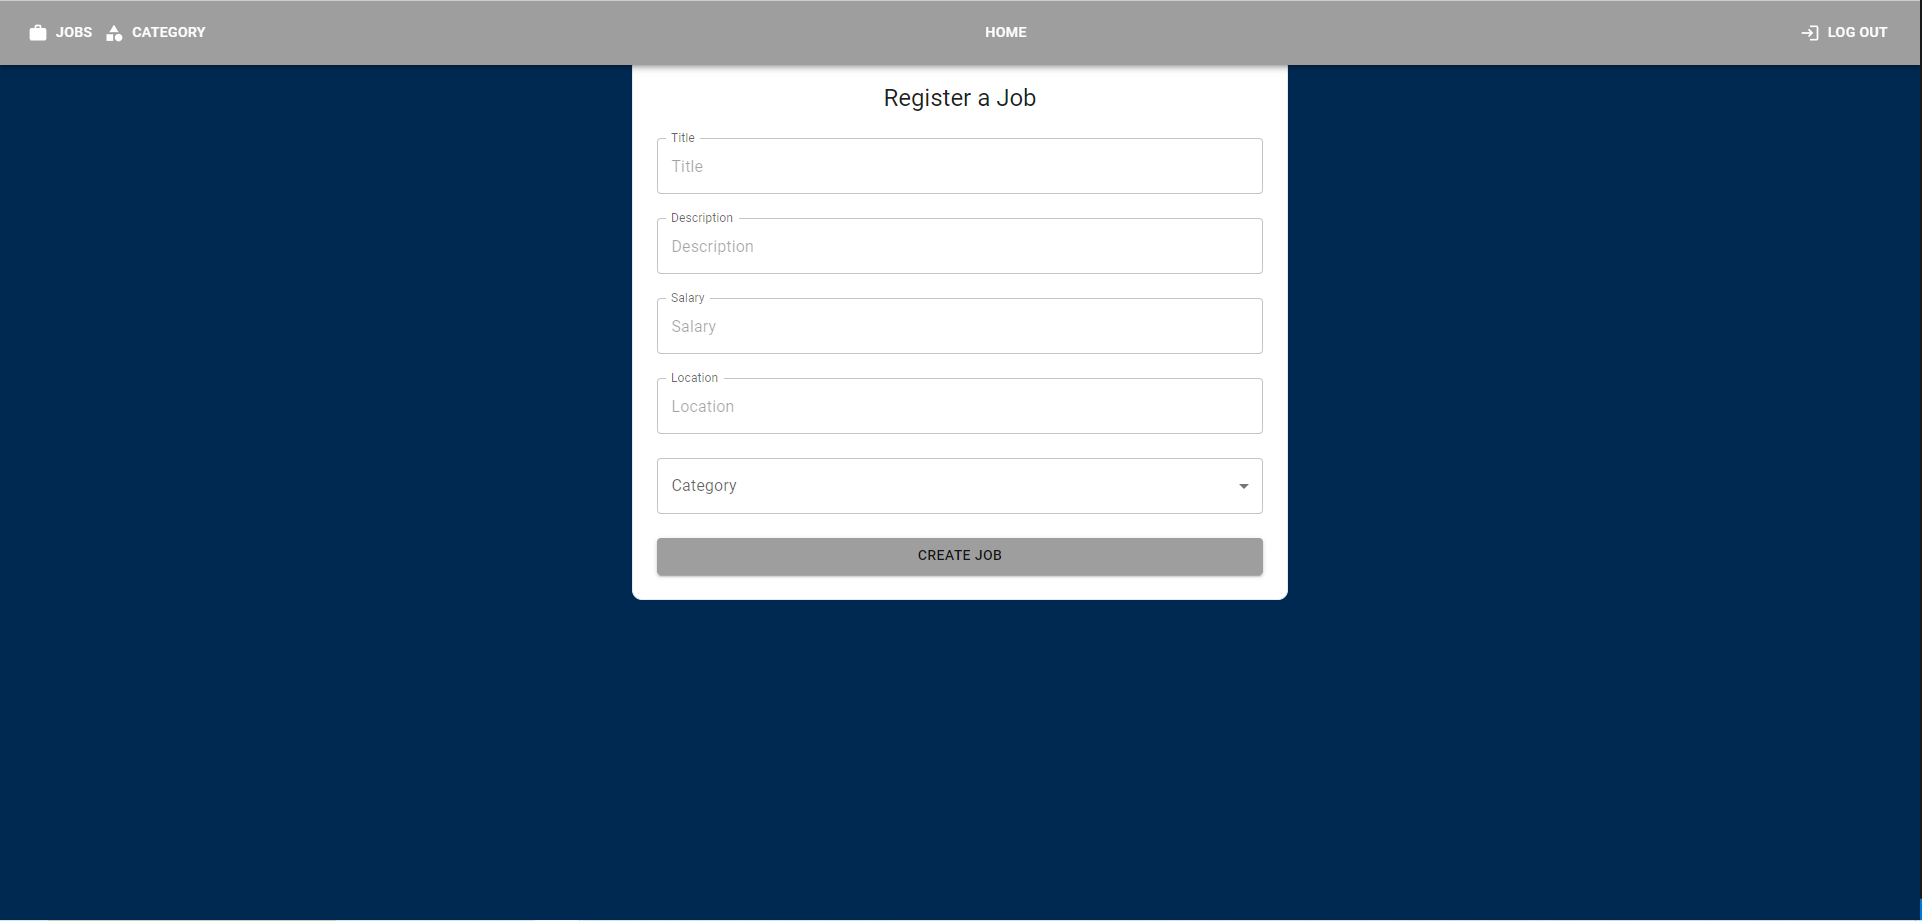 JOBS CATEGORY HOME LOG OUT
Register a Job
Title
Title
Description
Description
Salary
Salary
Location
Location
Category
CREATE JOB